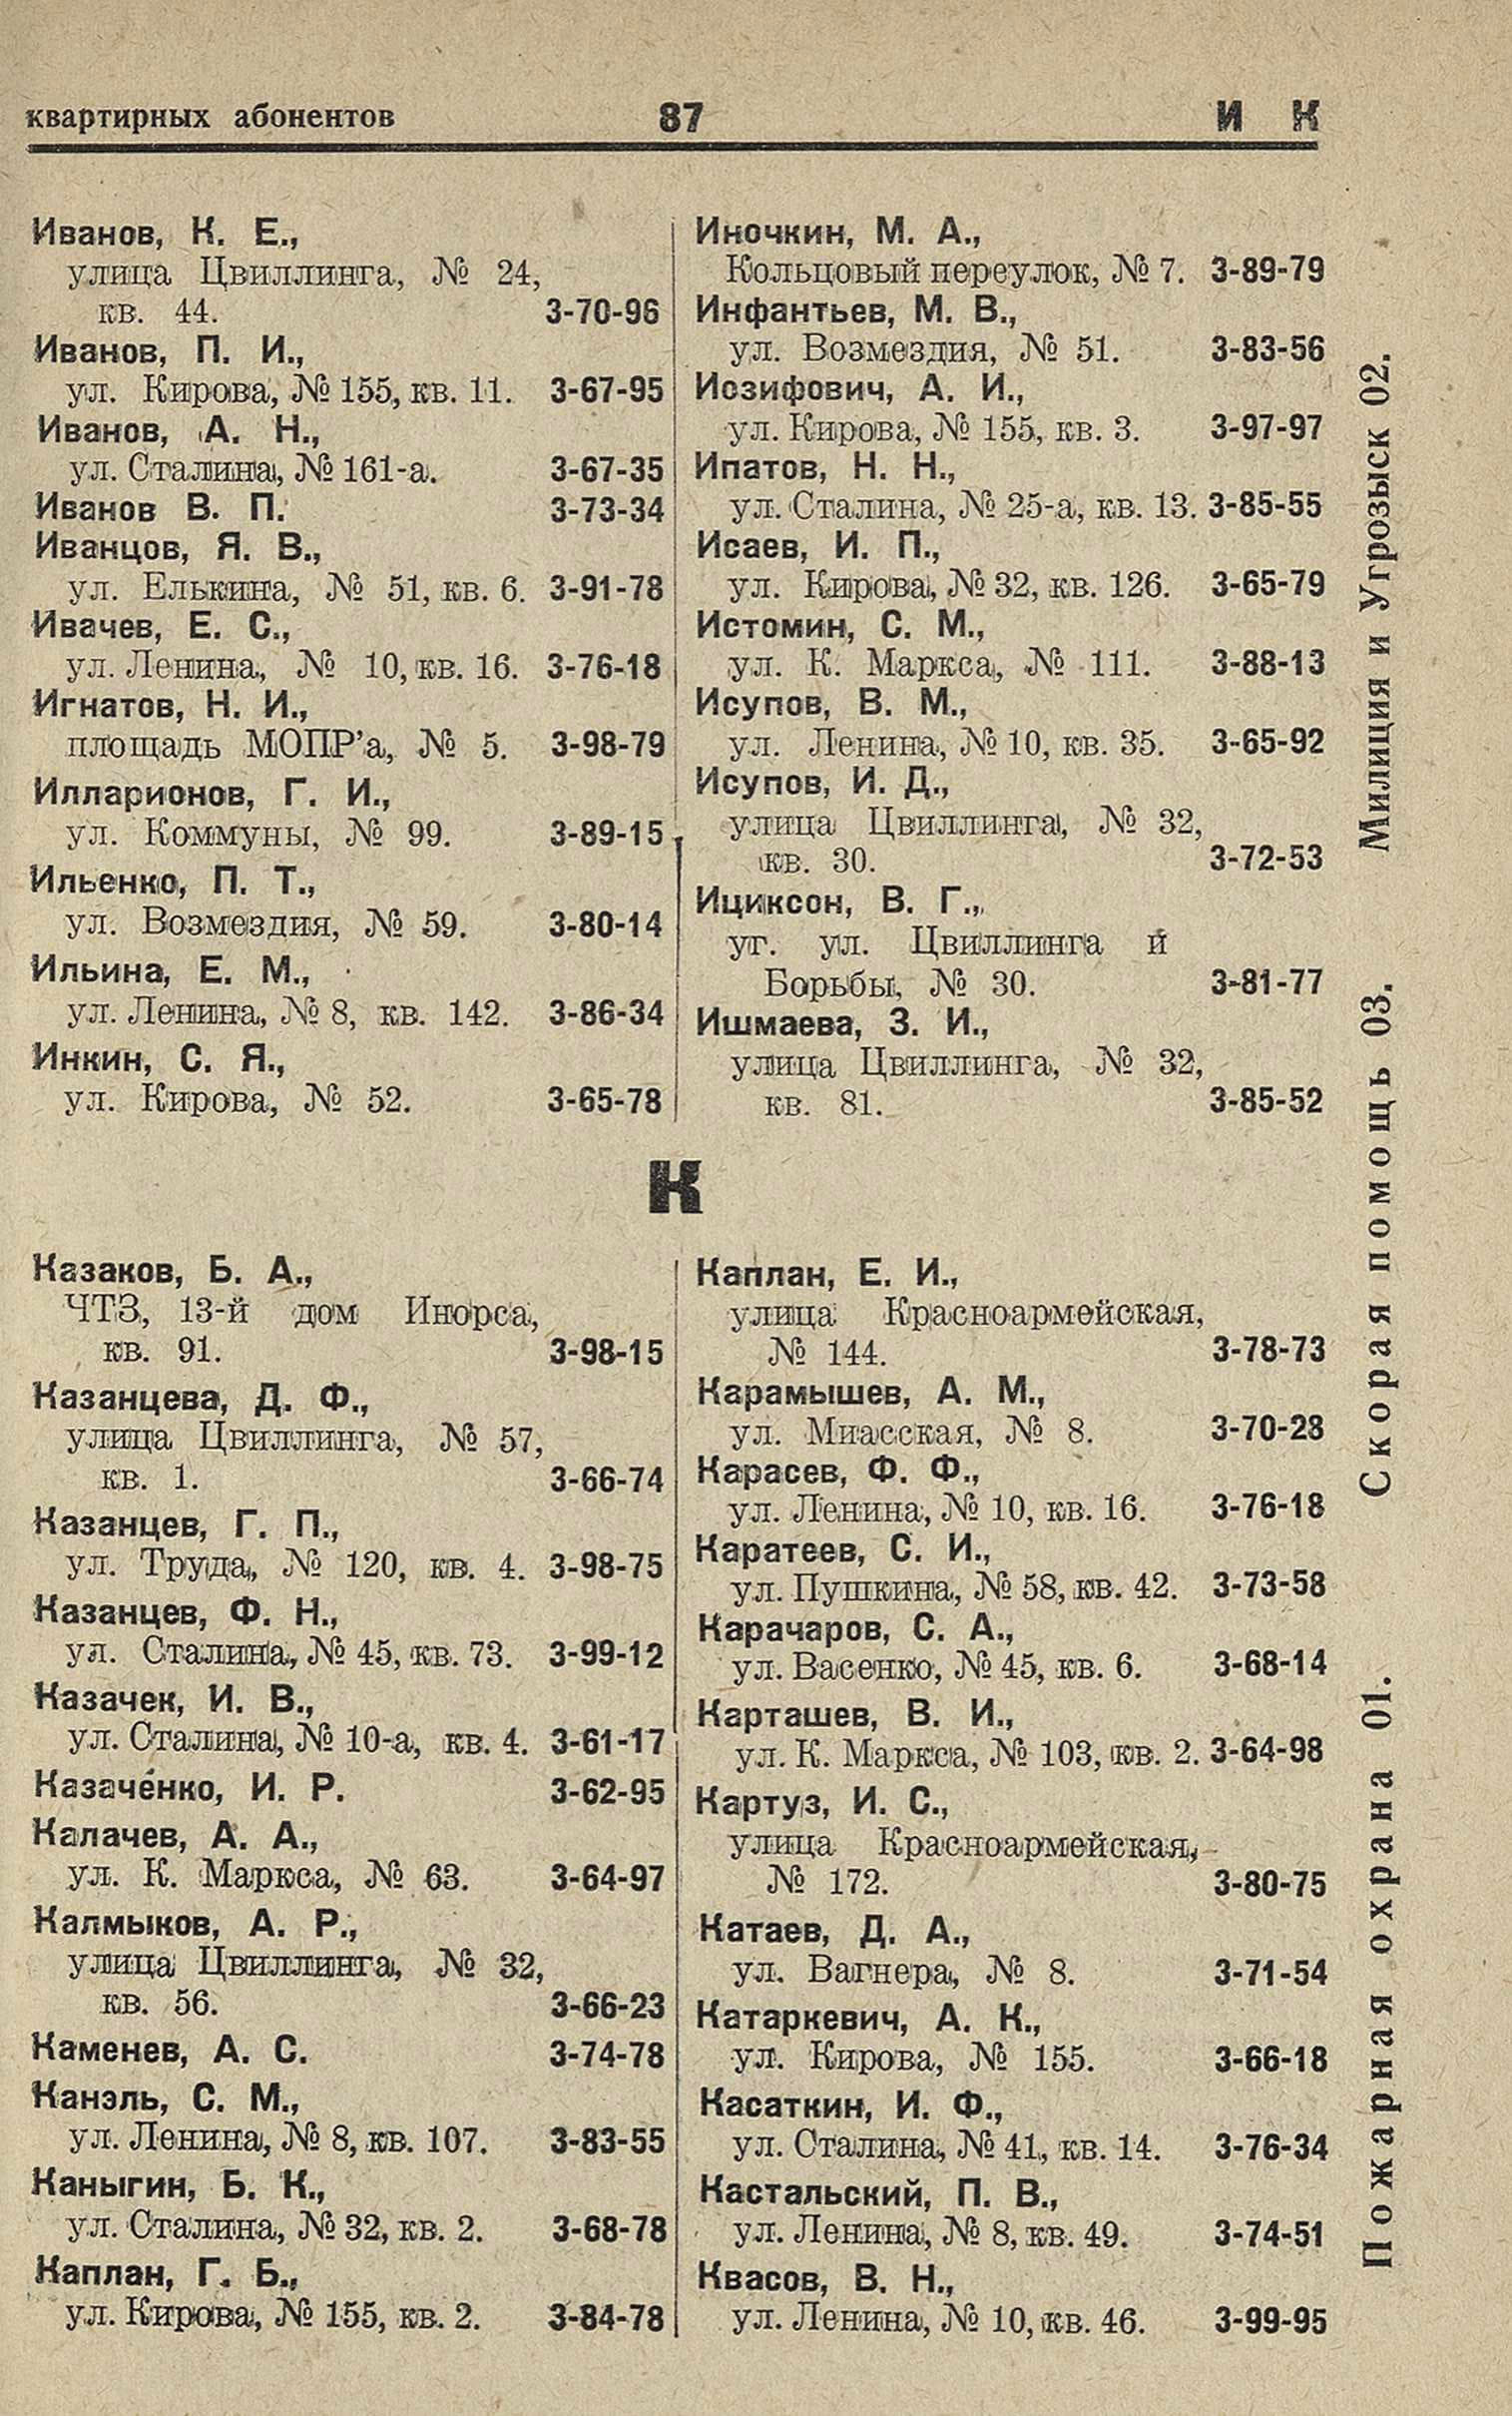 квартирных абонентов 87 И К
Иванов, К. Е.,
улица Цвиллинга, № 24,
кв. 44. 3-70-96
Иванов, П. И.,
ул. Кирова, № 155, кв. 11. 3-67-95
Иванов, А. Н.,
ул. Сталина, № 161-а. 3-67-35
Иванов В. П. 3-73-34
Иванцов, Я. В.,
ул. Елькина, № 51, кв. 6. 3-91-78
Ивачев, Е. С.,
ул. Ленина, № 10, кв. 16. 3-76-18
Игнатов, Н. И.,
площадь МОПР’а, № 5. 3-98-79
Илларионов, Г. И.,
ул. Коммуны, № 99. 3-89-15
Ильенко, П. Т.,
ул. Возмездия, № 59. 3-80-14
Ильина, Е. М.,
ул. Ленина, № 8, кв. 142. 3-86-34
Инкин, С. Я.,
ул. Кирова, № 52. 3-65-78
Иночкин, М. А.,
Кольцовый переулок, № 7. 3-89-79
Инфантьев, М. В.,
ул. Возмездия, № 51. 3-83-56
Иозифович, А. И.,
ул. Кирова, № 155, кв. 3. 3-97-97
Ипатов, Н. Н.,
ул. Сталина, № 25-а, кв. 13. 3-85-55
Исаев, И. П.,
ул. Кирова, № 32, кв. 126. 3-65-79
Истомин, С. М.,
ул. К. Маркса, № 111. 3-88-13
Исупов, В. М.,
ул. Ленина, № 10, кв. 35. 3-65-92
Исупов, И. Д.,
улица Цвиллинга, № 32,
кв. 30. 3-72-53
Ициксон, В. Г.,
уг. ул. Цвиллинга и
Борьбы, № 30. 3-81-77
Ишмаева, З. И.,
улица Цвиллинга, № 32,
кв. 81. 3-85-52
К
Казаков, Б. А.,
ЧТЗ, 13-й дом Инорса,
кв. 91. 3-98-15
Казанцева, Д. Ф.,
улица Цвиллинга, № 57,
кв. 1. 3-66-74
Казанцев, Г. П.,
ул. Труда, № 120, кв. 4. 3-98-75
Казанцев, Ф. Н.,
ул. Сталина, № 45, кв. 73. 3-99-12
Казачек, И. В.,
ул. Сталина, № 10-а, кв. 4. 3-61-17
Казаченко, И. Р. 3-62-95
Калачев, А. А.,
ул. К. Маркса, № 63. 3-64-97
Калмыков, А. Р.,
улица Цвиллинга, № 32,
кв. 56. 3-66-23
Каменев, А. С. 3-74-78
Канэль, С. М.,
ул. Ленина, № 8, кв. 107. 3-83-55
Каныгин, Б. К.,
ул. Сталина, № 32, кв. 2. 3-68-78
Каплан, Г. Б.,
ул. Кирова, № 155, кв. 2. 3-84-78
Каплан, Е. И.,
улица Красноармейская,
№ 144. 3-78-73
Карамышев, А. М.,
ул. Миасская, № 8. 3-70-28
Карасев, Ф. Ф.,
ул. Ленина, № 10, кв. 16. 3-76-18
Каратеев, С. И.,
ул. Пушкина, № 58, кв. 42. 3-73-58
Карачаров, С. А.,
ул. Васенко, № 45, кв. 6. 3-68-14
Карташев, В. И.,
ул. К. Маркса, № 103, кв. 2. 3-64-98
Картуз, И. С.,
улица Красноармейская,
№ 172. 3-80-75
Катаев, Д. А.,
ул. Вагнера, № 8. 3-71-54
Катаркевич, А. К.,
ул. Кирова, № 155. 3-66-18
Касаткин, И. Ф.,
ул. Сталина, № 41, кв. 14. 3-76-34
Кастальский, П. В.,
ул. Ленина, № 8, кв. 49. 3-74-51
Квасов, В. Н.,
ул. Ленина, № 10, кв. 46. 3-99-95
Пожарная охрана 01. Скорая помощь 03. Милиция и Угрозыск 02.